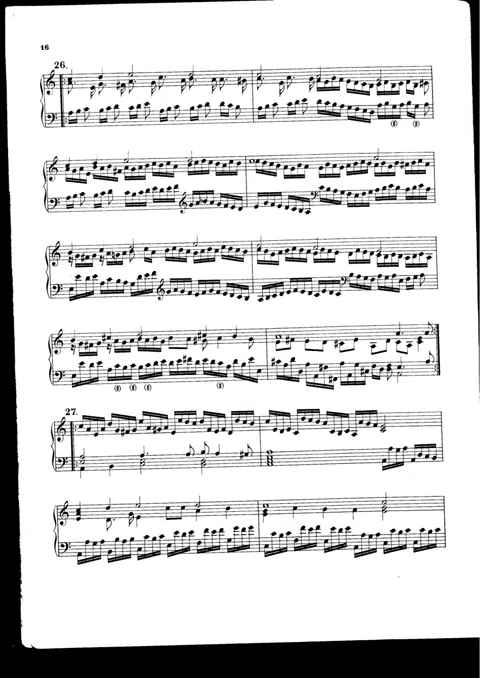 16
26.
(♯) (♯)
(♯) (♯) (♯) (♯)
27.